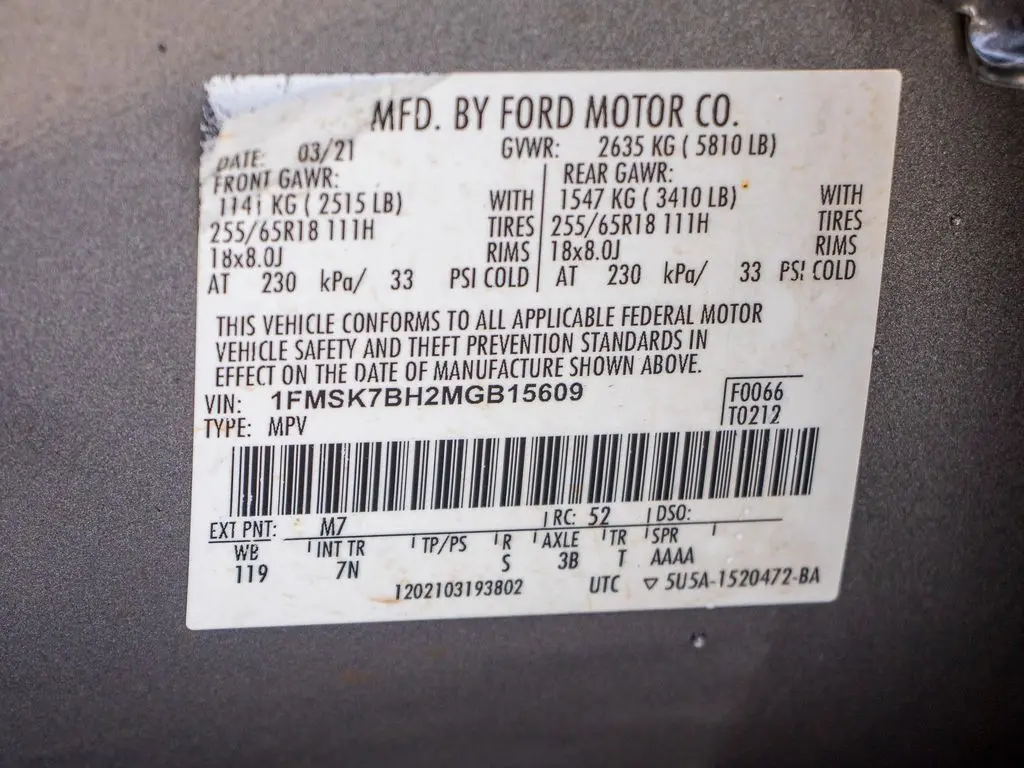 MFD. BY FORD MOTOR CO.
DATE: 03/21 GVWR: 2635 KG ( 5810 LB)
FRONT GAWR: REAR GAWR:
1141 KG ( 2515 LB) WITH 1547 KG ( 3410 LB) WITH
255/65R18 111H TIRES 255/65R18 111H TIRES
18x8.0J RIMS 18x8.0J RIMS
AT 230 kPa/ 33 PSI COLD AT 230 kPa/ 33 PSI COLD
THIS VEHICLE CONFORMS TO ALL APPLICABLE FEDERAL MOTOR
VEHICLE SAFETY AND THEFT PREVENTION STANDARDS IN
EFFECT ON THE DATE OF MANUFACTURE SHOWN ABOVE.
VIN: 1FMSK7BH2MGB15609 F0066
TYPE: MPV T0212
EXT PNT: M7 RC: 52 DSO:
WB INT TR TP/PS R AXLE TR SPR
119 7N S 3B T AAAA
1202103193802 UTC ▽ 5U5A-1520472-BA